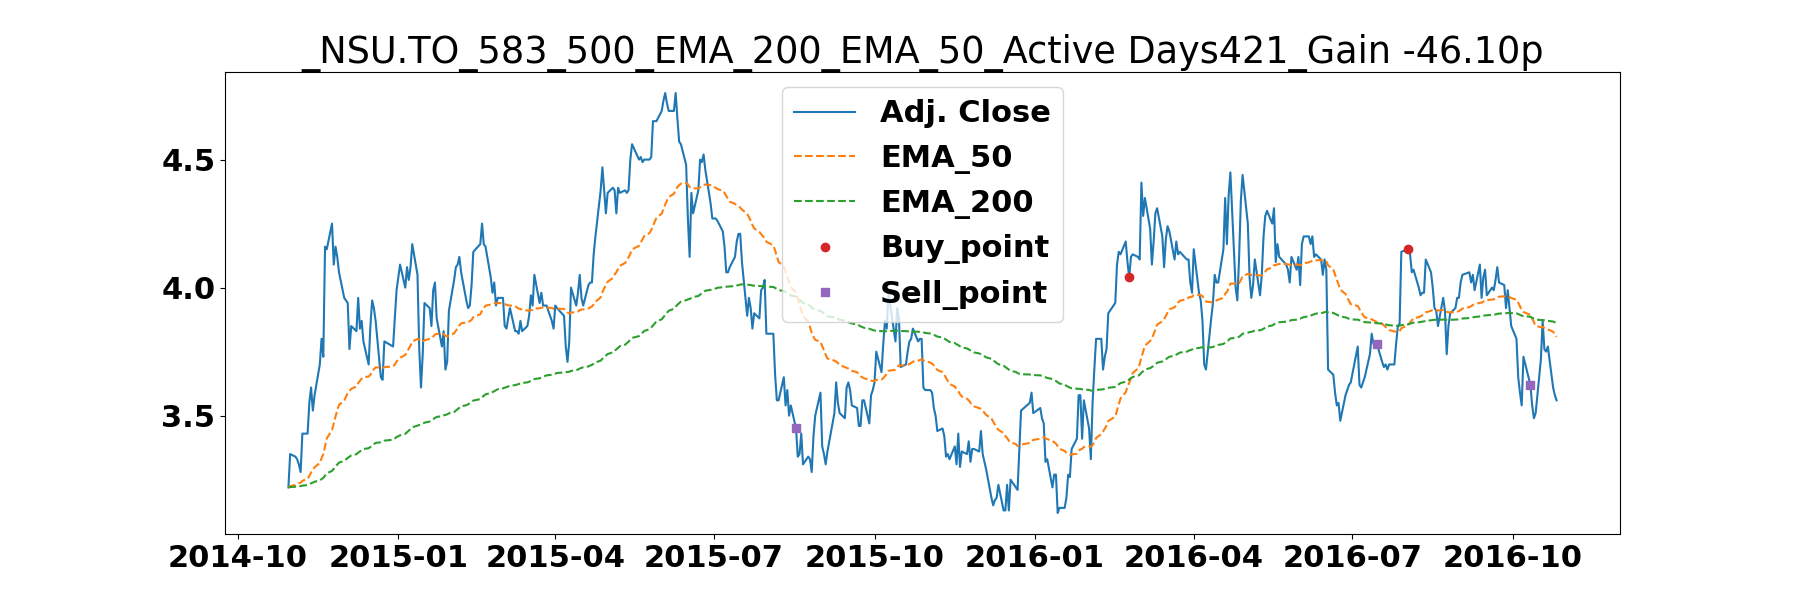 _NSU.TO_583_500_EMA_200_EMA_50_Active Days421_Gain -46.10p
Adj. Close
EMA_50
EMA_200
Buy_point
Sell_point
4.5
4.0
3.5
2014-10 2015-01 2015-04 2015-07 2015-10 2016-01 2016-04 2016-07 2016-10